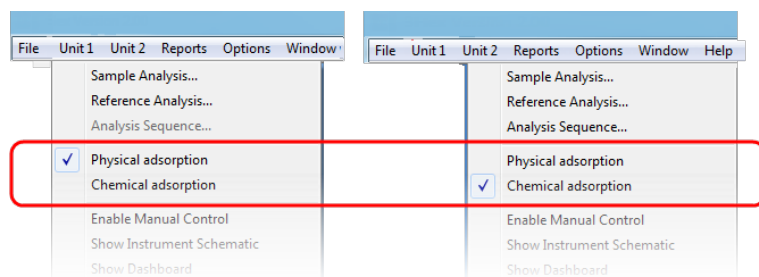 File Unit 1 Unit 2 Reports Options Window
Sample Analysis...
Reference Analysis...
Analysis Sequence...
Physical adsorption
Chemical adsorption
Enable Manual Control
Show Instrument Schematic
Show Dashboard
File Unit 1 Unit 2 Reports Options Window Help
Sample Analysis...
Reference Analysis...
Analysis Sequence...
Physical adsorption
Chemical adsorption
Enable Manual Control
Show Instrument Schematic
Show Dashboard